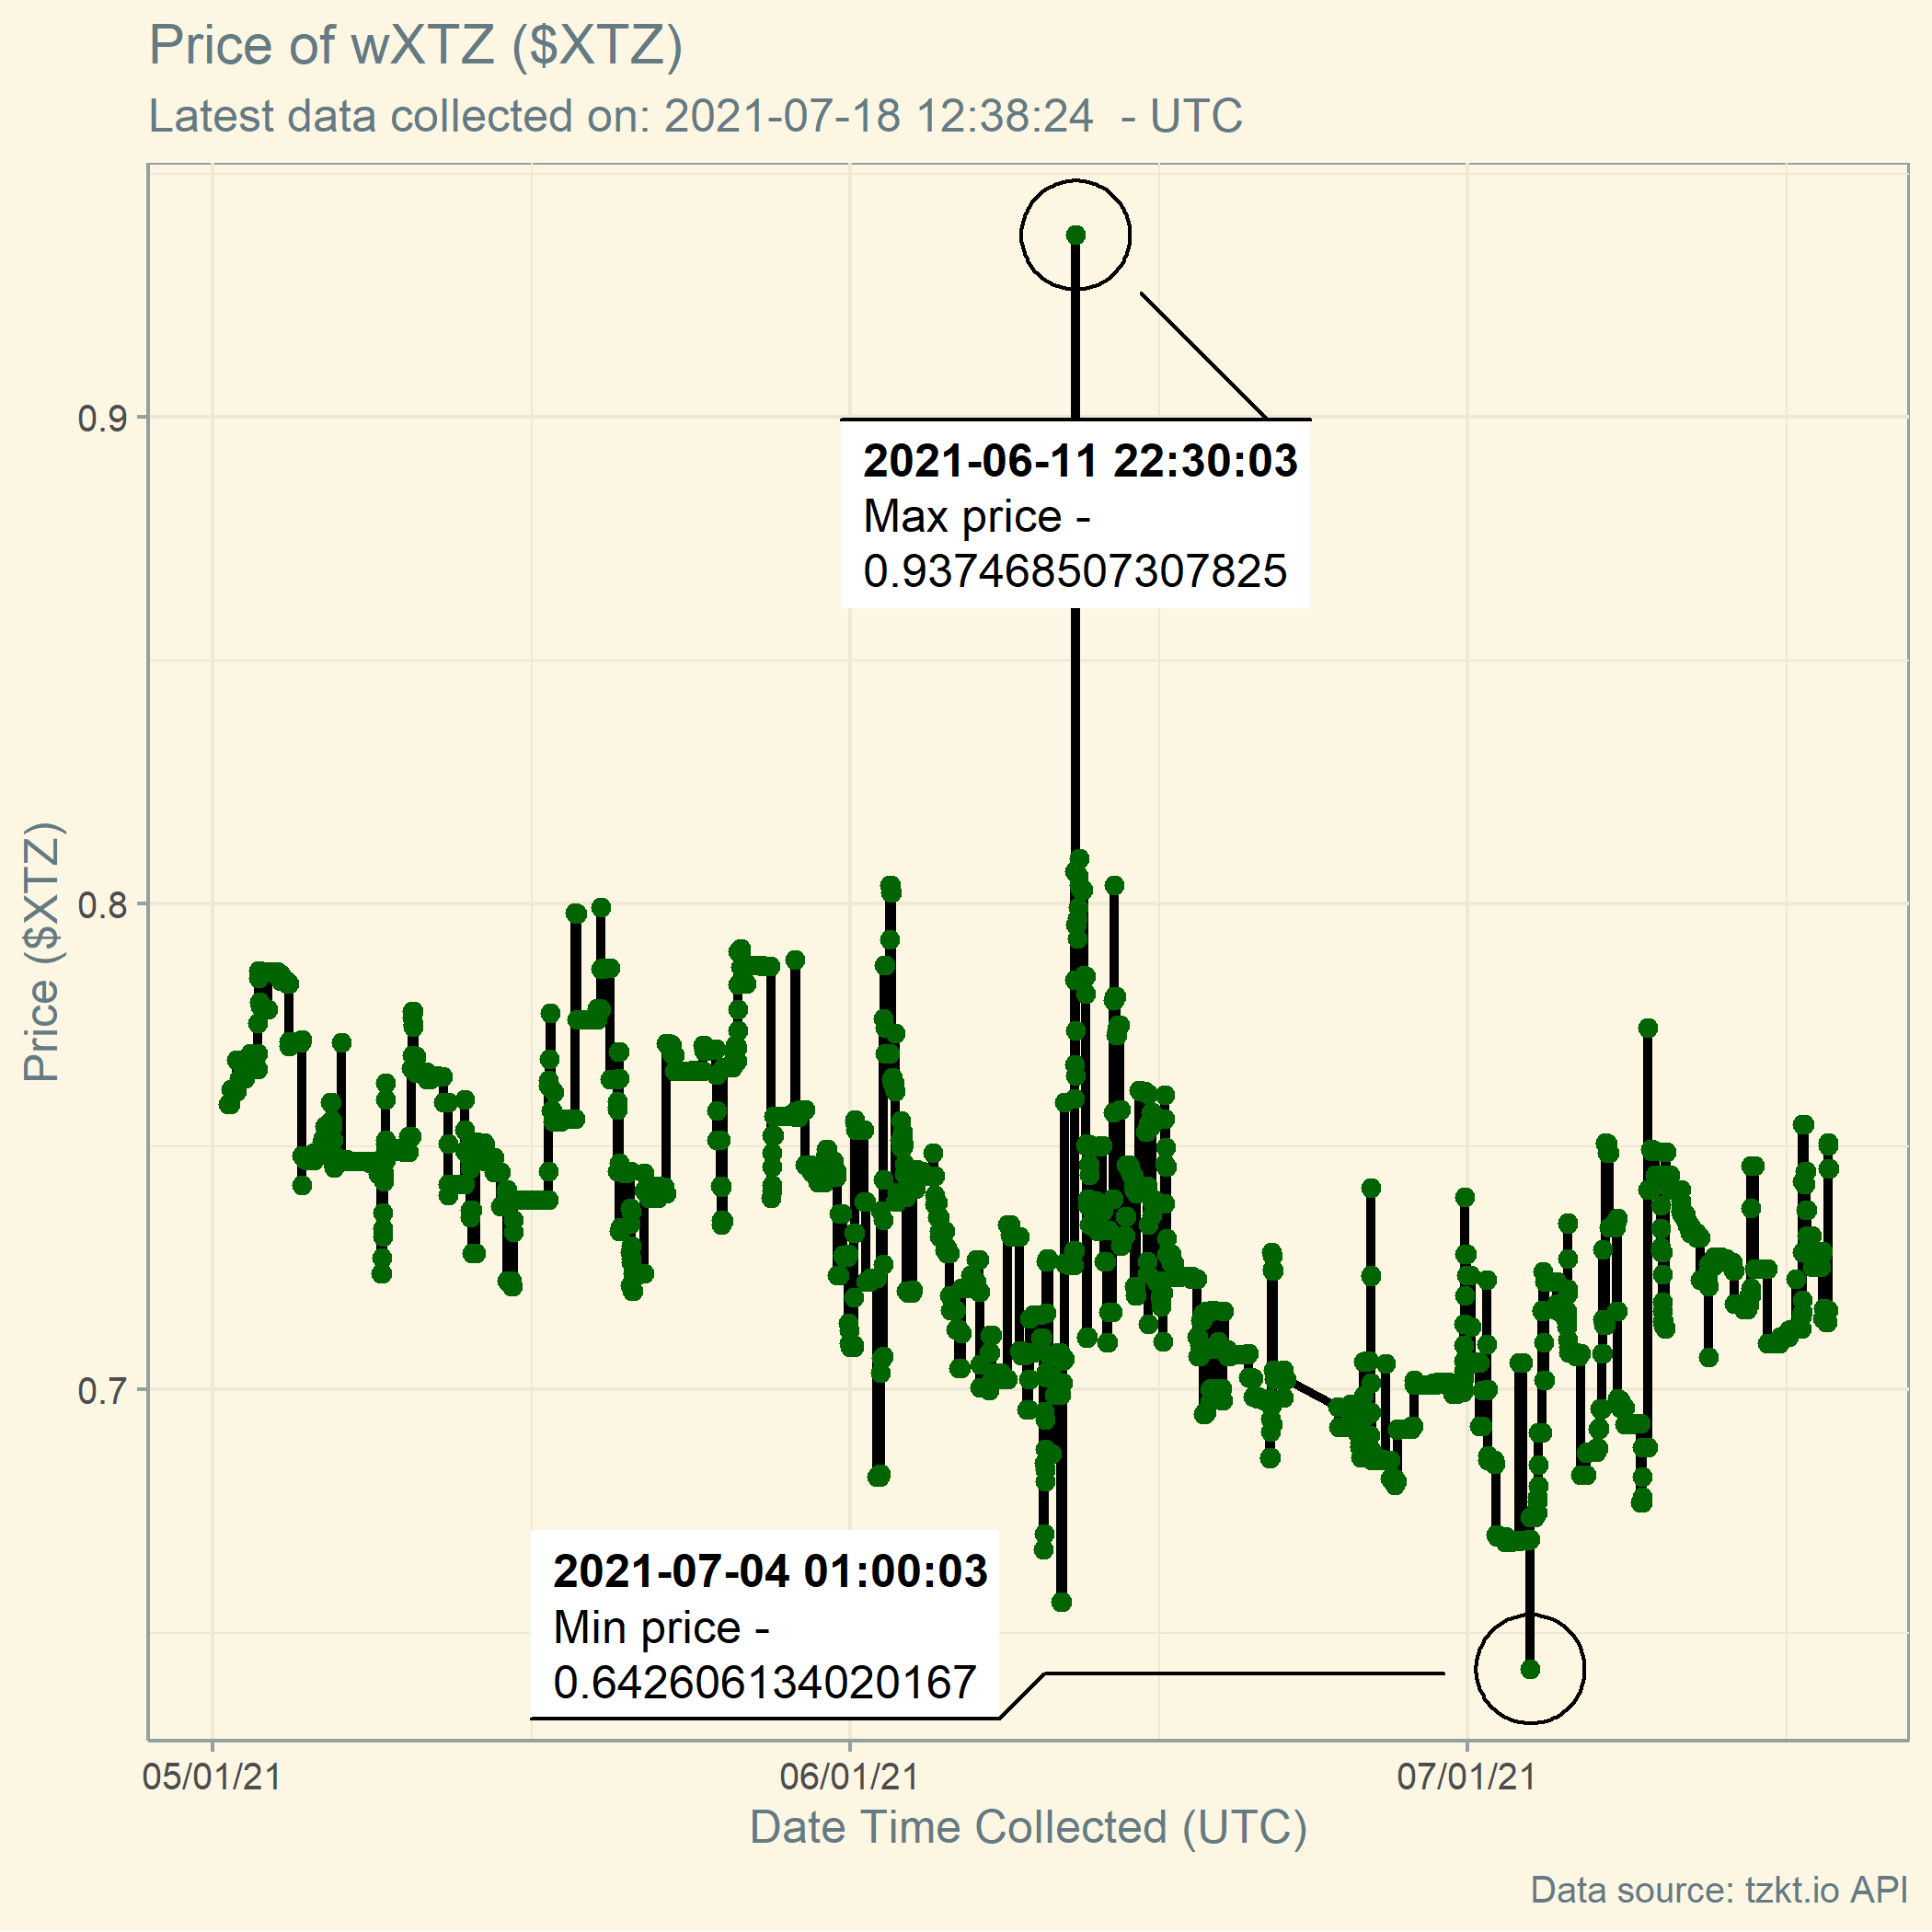 Price of wXTZ ($XTZ)
Latest data collected on: 2021-07-18 12:38:24  - UTC
0.9
2021-06-11 22:30:03
Max price -
0.937468507307825
Price ($XTZ)
0.8
0.7
2021-07-04 01:00:03
Min price -
0.642606134020167
05/01/21
06/01/21
07/01/21
Date Time Collected (UTC)
Data source: tzkt.io API